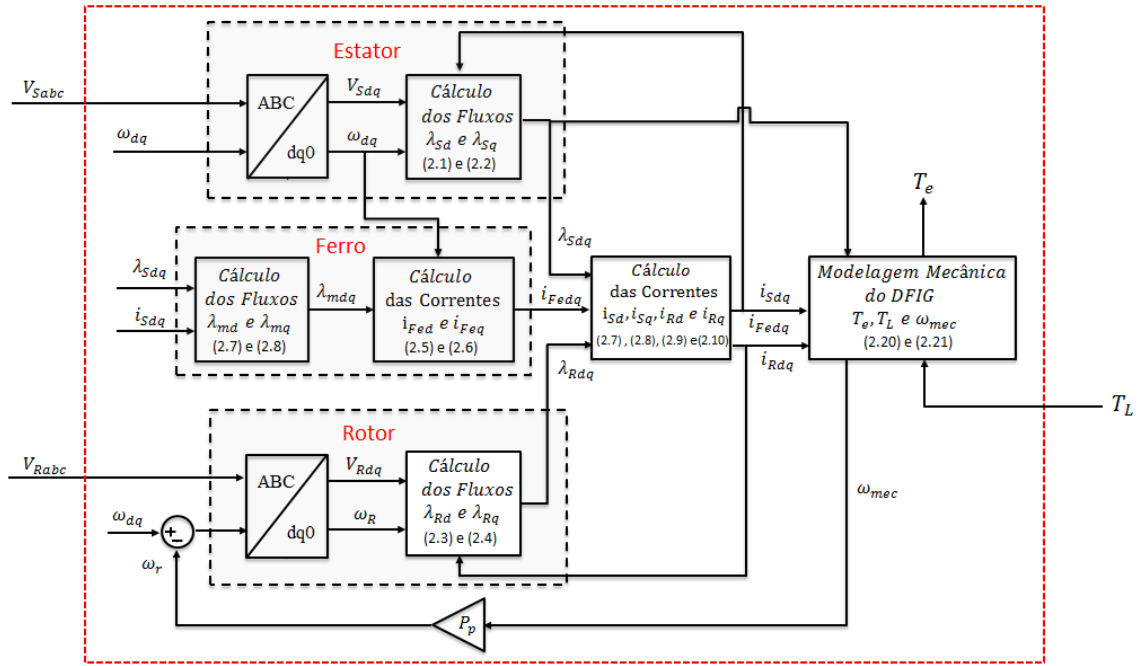 Estator
V_Sabc
ω_dq
ABC
dq0
V_Sdq
ω_dq
Cálculo
dos Fluxos
λ_Sd e λ_Sq
(2.1) e (2.2)
Ferro
λ_Sdq
i_Sdq
Cálculo
dos Fluxos
λ_md e λ_mq
(2.7) e (2.8)
λ_mdq
Cálculo
das Correntes
i_Fed e i_Feq
(2.5) e (2.6)
i_Fedq
λ_Sdq
λ_Rdq
Cálculo
das Correntes
i_Sd, i_Sq, i_Rd e i_Rq
(2.7) , (2.8), (2.9) e(2.10)
i_Sdq
i_Fedq
i_Rdq
T_e
Modelagem Mecânica
do DFIG
T_e, T_L e ω_mec
(2.20) e (2.21)
T_L
ω_mec
Rotor
V_Rabc
ω_dq
+
−
ω_r
ABC
dq0
V_Rdq
ω_R
Cálculo
dos Fluxos
λ_Rd e λ_Rq
(2.3) e (2.4)
P_p